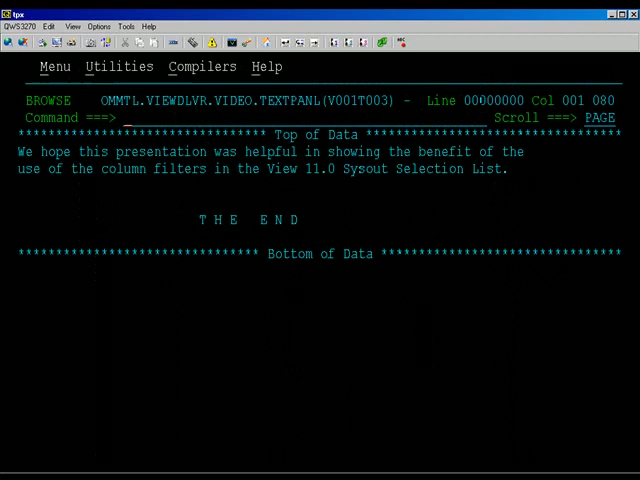 tpx
QWS3270 Edit View Options Tools Help
Menu Utilities Compilers Help
BROWSE OMMTL.VIEWDLVR.VIDEO.TEXTPANL(V001T003) - Line 00000000 Col 001 080
Command ===> Scroll ===> PAGE
********************************* Top of Data **********************************
We hope this presentation was helpful in showing the benefit of the
use of the column filters in the View 11.0 Sysout Selection List.
T H E E N D
******************************** Bottom of Data ********************************